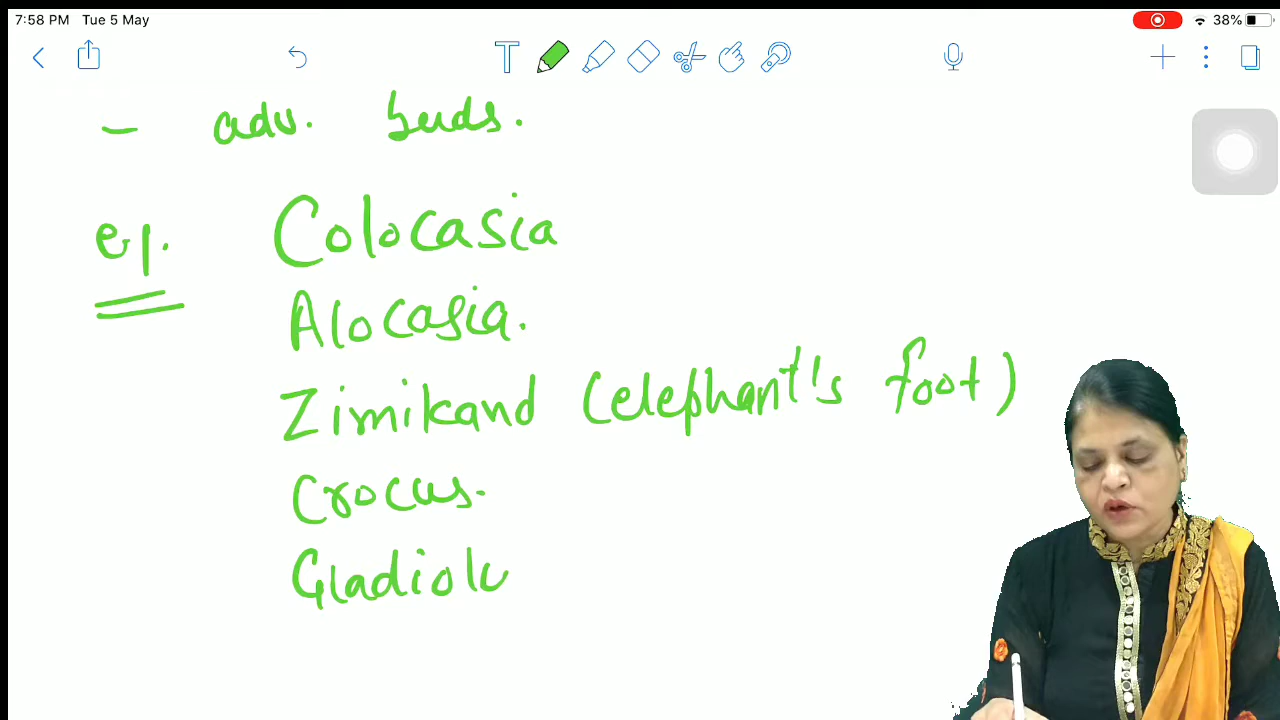 7:58 PM Tue 5 May 38%
T
- adv. buds.
eg. Colocasia
Alocasia.
Zimikand (elephant's foot)
Crocus.
Gladiolu